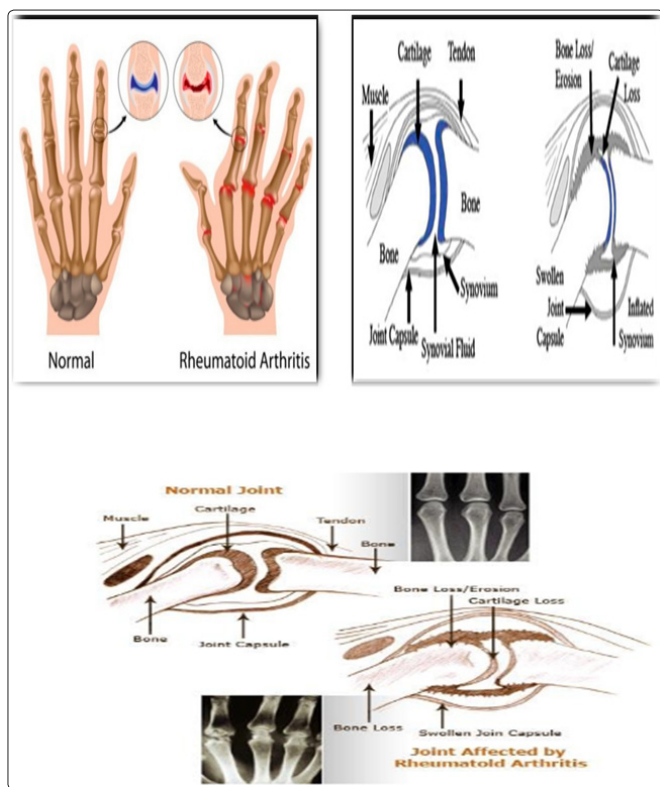 Normal
Rheumatoid Arthritis
Cartilage
Tendon
Muscle
Bone
Bone
Synovium
Joint Capsule
Synovial Fluid
Bone Loss/
Erosion
Cartilage
Loss
Swollen
Joint
Capsule
Inflated
Synovium
Normal Joint
Cartilage
Muscle
Tendon
Bone
Bone
Joint Capsule
Bone Loss/Erosion
Cartilage Loss
Bone Loss
Swollen Join Capsule
Joint Affected by
Rheumatoid Arthritis